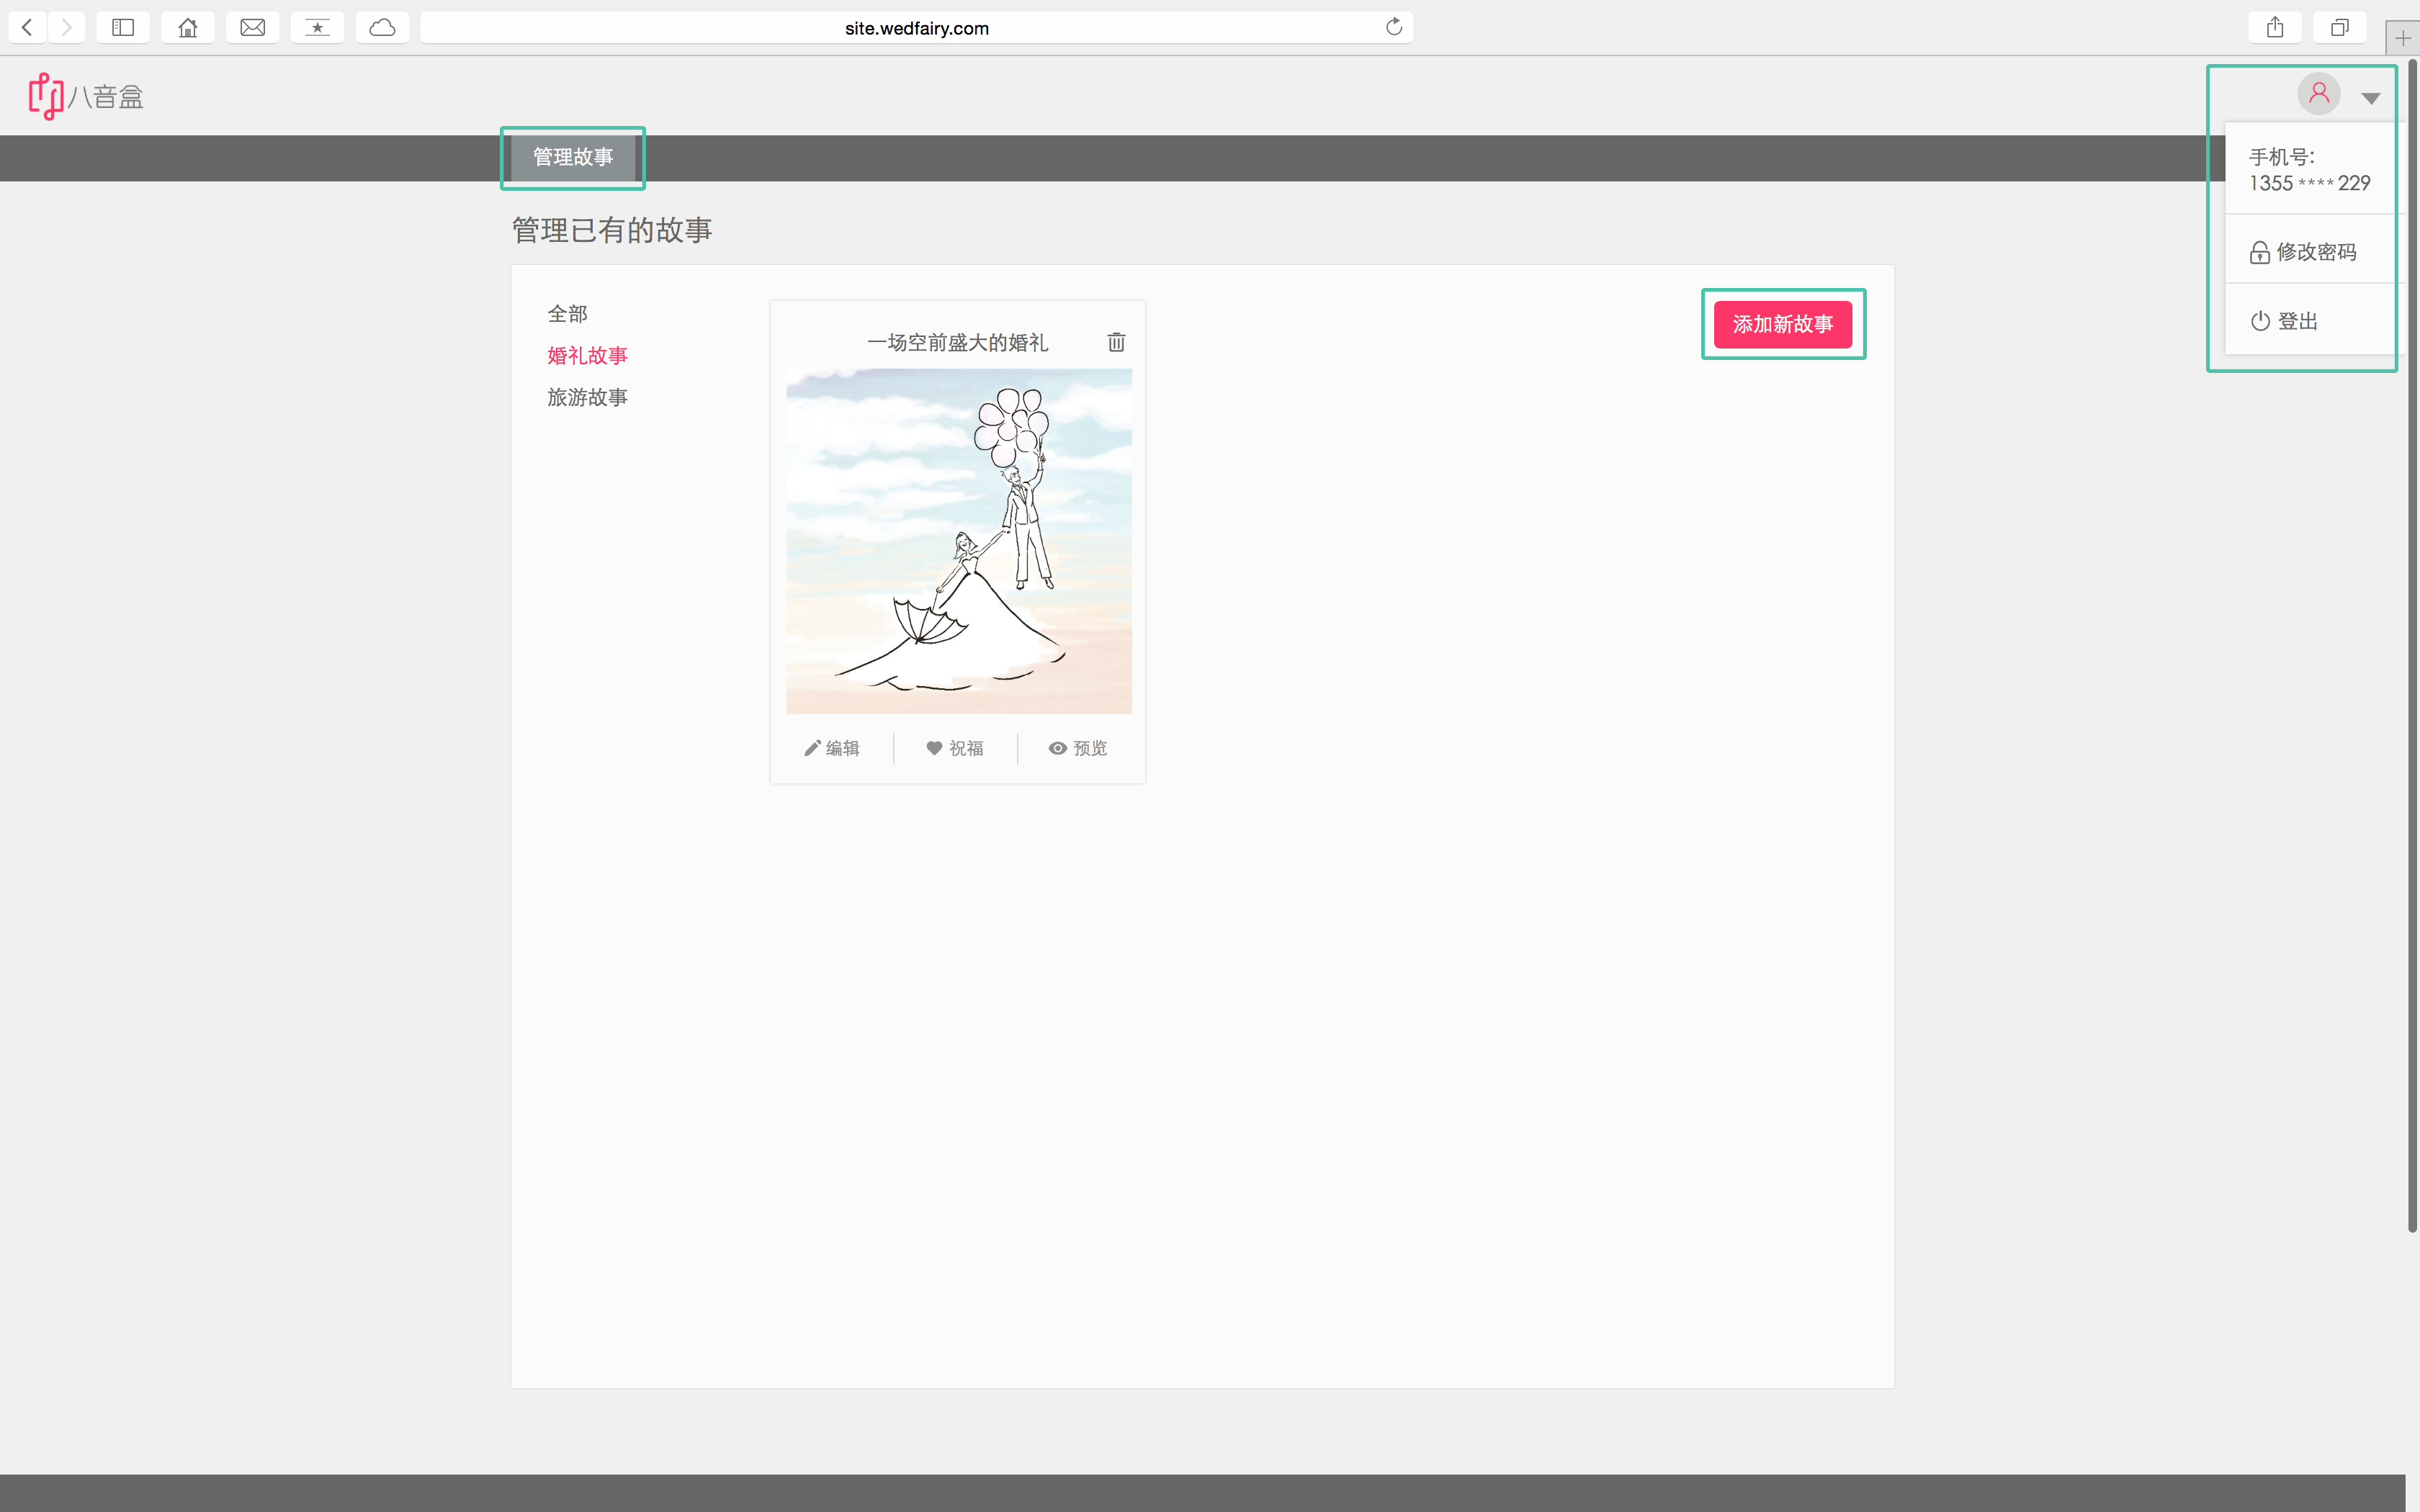 site.wedfairy.com
八音盒
管理故事
手机号:
1355 **** 229
修改密码
登出
管理已有的故事
全部
婚礼故事
旅游故事
一场空前盛大的婚礼
添加新故事
编辑
祝福
预览